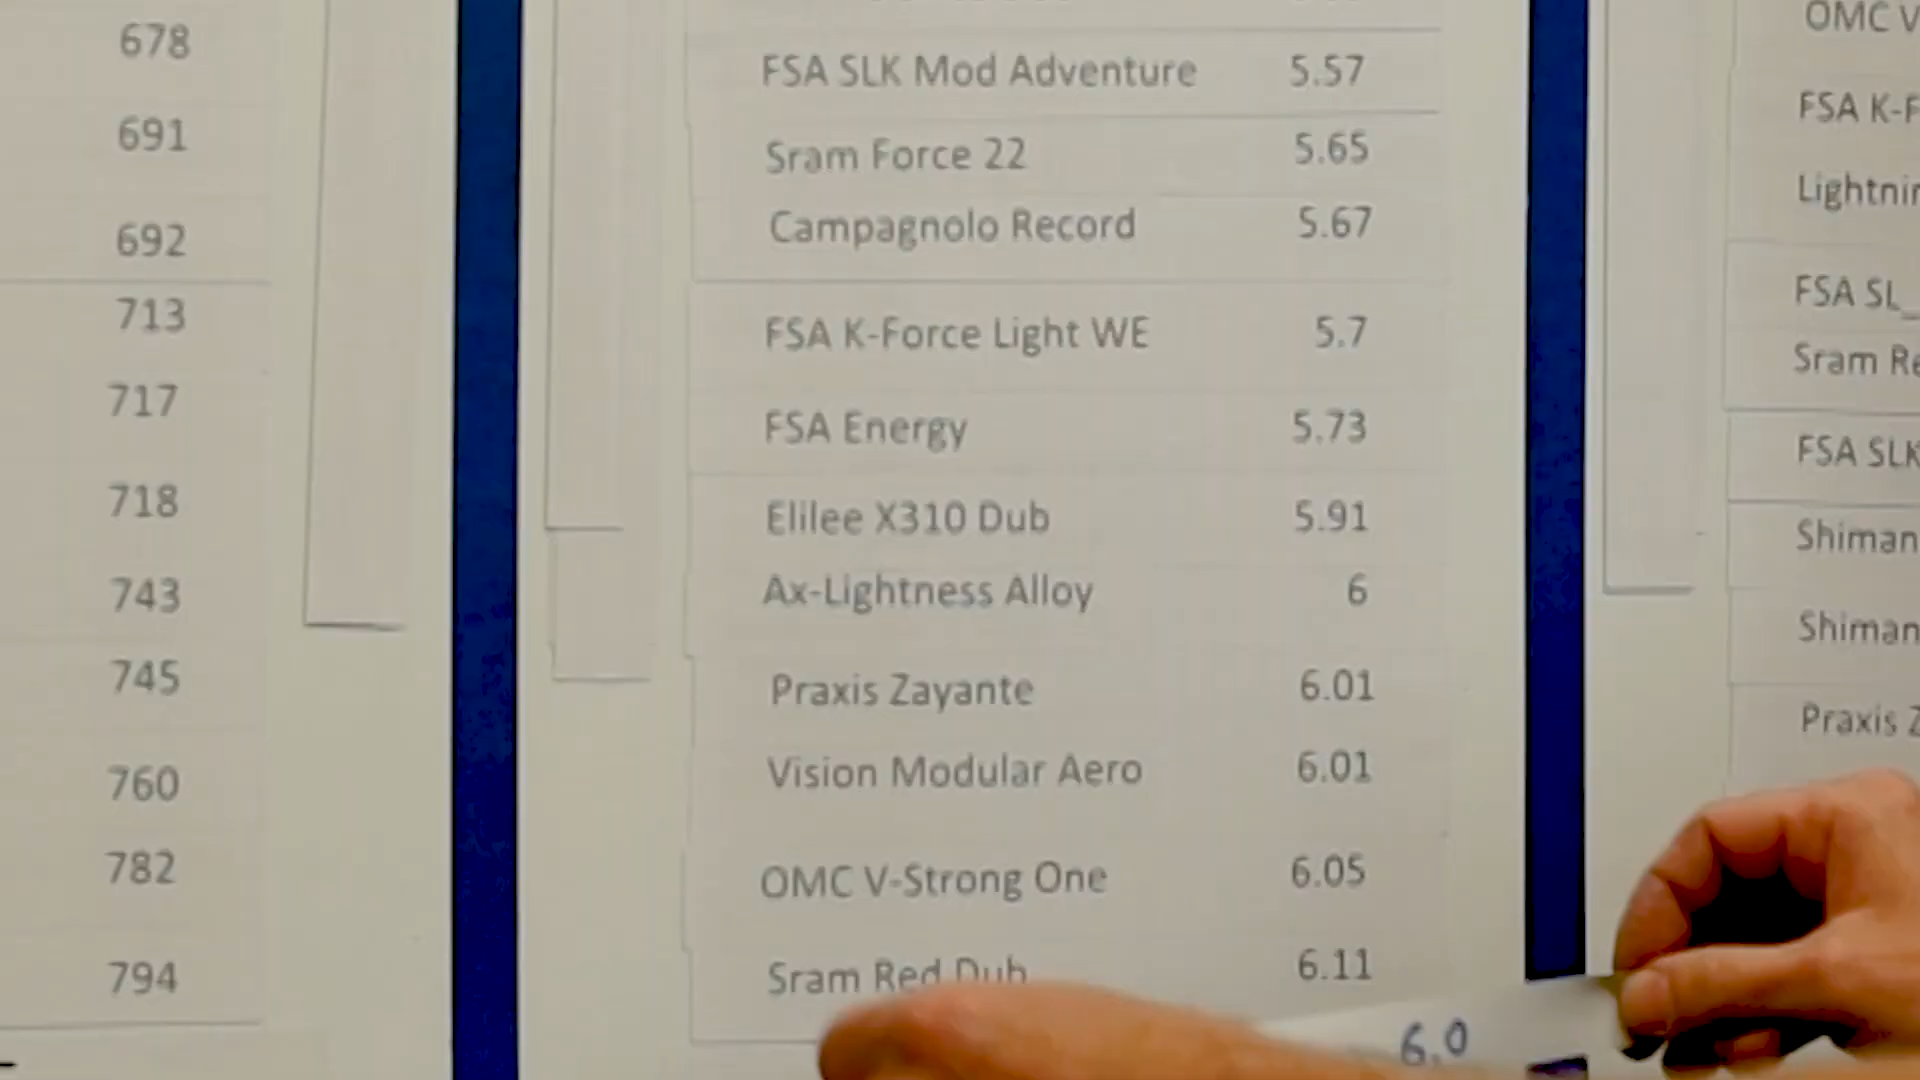 678
691
692
713
717
718
743
745
760
782
794
FSA SLK Mod Adventure 5.57
Sram Force 22 5.65
Campagnolo Record 5.67
FSA K-Force Light WE 5.7
FSA Energy 5.73
Elilee X310 Dub 5.91
Ax-Lightness Alloy 6
Praxis Zayante 6.01
Vision Modular Aero 6.01
OMC V-Strong One 6.05
Sram Red Dub 6.11
6.0
OMC V
FSA K-F
Lightnin
FSA SL_
Sram Re
FSA SLK
Shiman
Shiman
Praxis Z